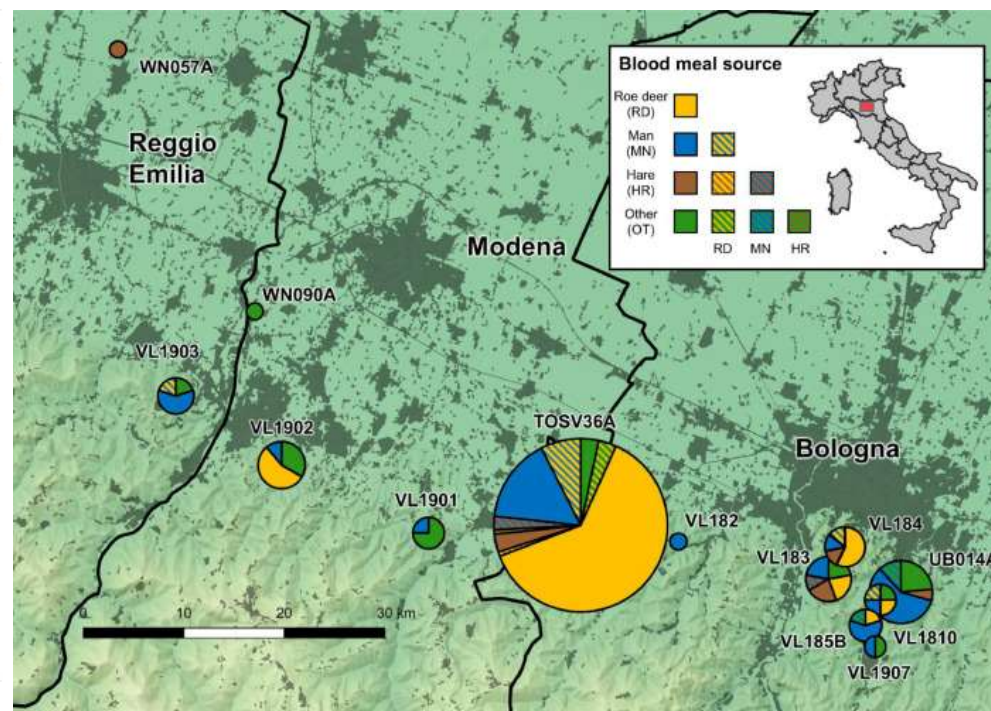 WN057A
Reggio
Emilia
Modena
WN090A
VL1903
VL1902
VL1901
TOSV36A
VL182
Bologna
VL184
VL183
UB014A
VL185B
VL1810
VL1907
0 10 20 30 km
Blood meal source
Roe deer
(RD)
Man
(MN)
Hare
(HR)
Other
(OT)
RD MN HR